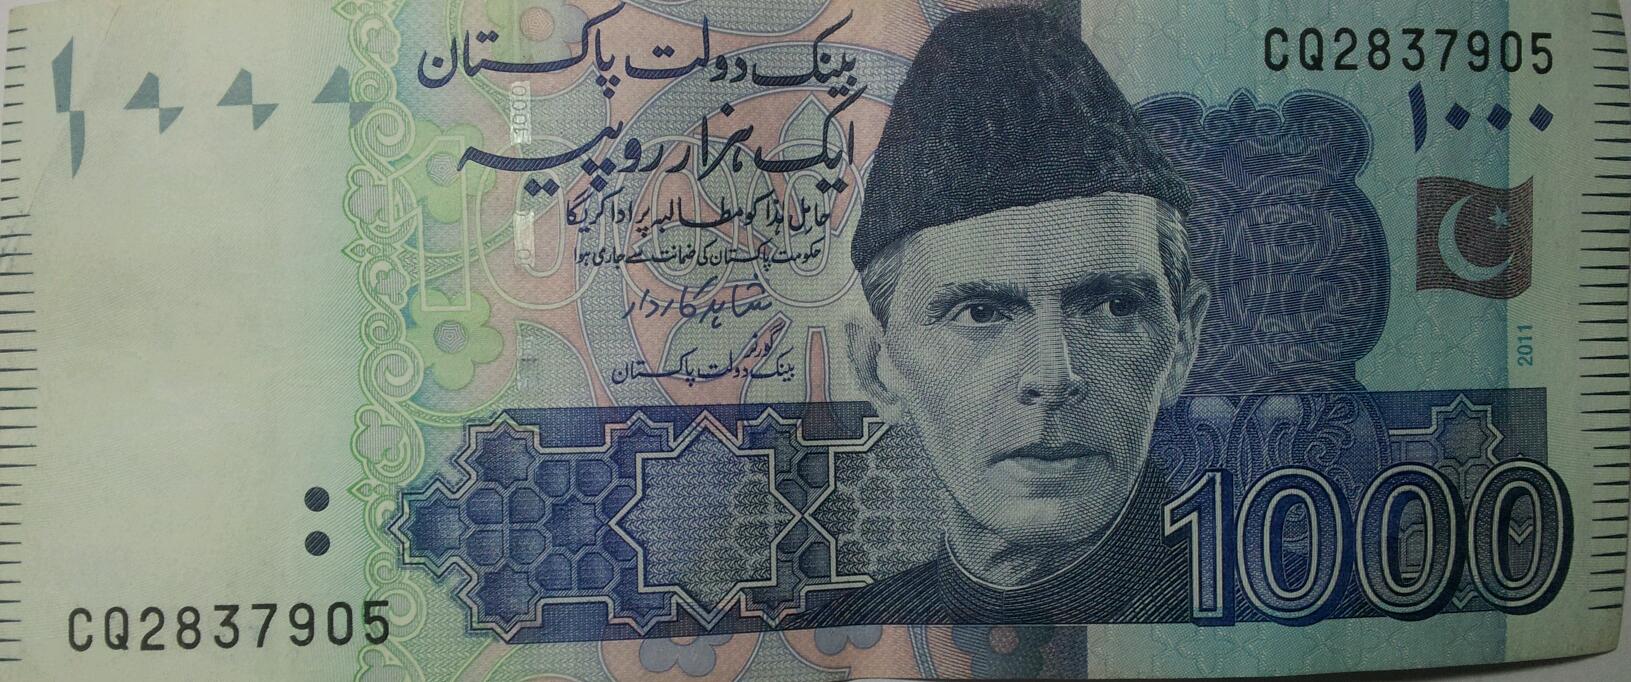 بینک دولت پاکستان
ایک ہزار روپیہ
حامل ہٰذا کو مطالبہ پر ادا کریگا
حکومت پاکستان کی ضمانت سے جاری ہوا
شاہد کاردار
گورنر
بینک دولت پاکستان
CQ2837905
۱۰۰۰
2011
1000
CQ2837905